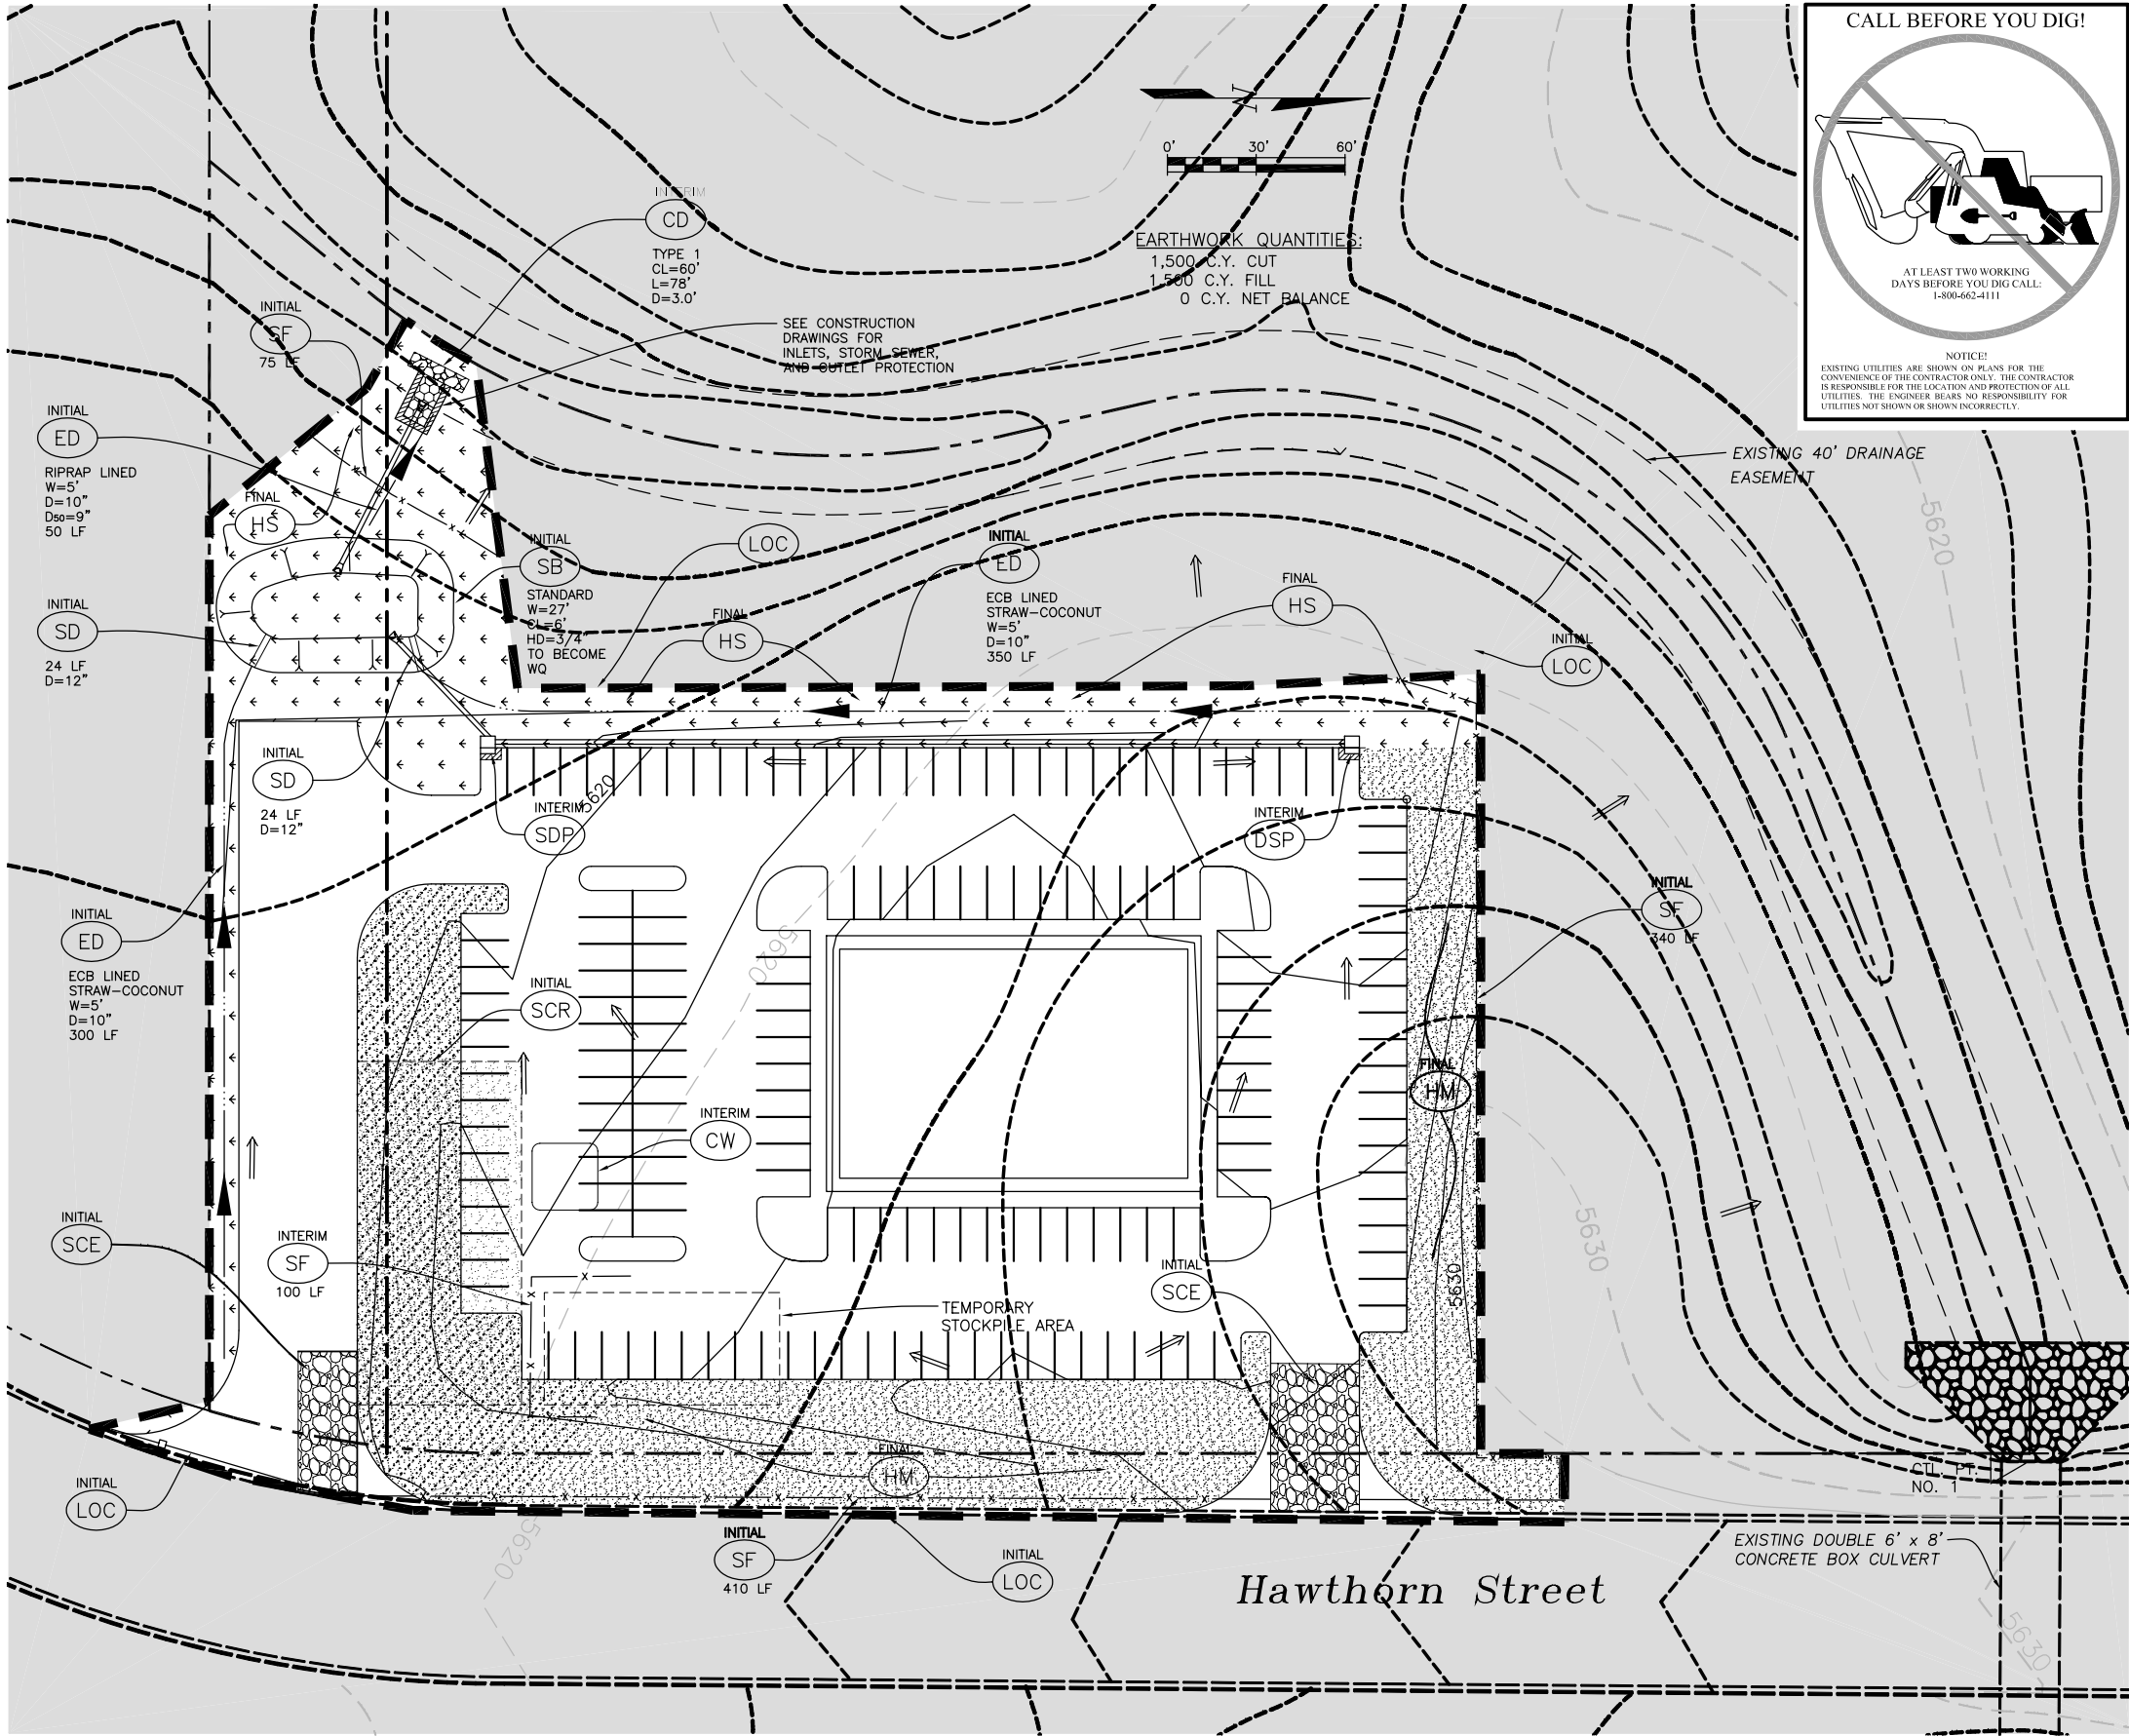 CALL BEFORE YOU DIG!
AT LEAST TW0 WORKING
DAYS BEFORE YOU DIG CALL:
1-800-662-4111
NOTICE!
EXISTING UTILITIES ARE SHOWN ON PLANS FOR THE
CONVENIENCE OF THE CONTRACTOR ONLY. THE CONTRACTOR
IS RESPONSIBLE FOR THE LOCATION AND PROTECTION OF ALL
UTILITIES. THE ENGINEER BEARS NO RESPONSIBILITY FOR
UTILITIES NOT SHOWN OR SHOWN INCORRECTLY.
N
0' 30' 60'
EARTHWORK QUANTITIES:
1,500 C.Y. CUT
1,500 C.Y. FILL
0 C.Y. NET BALANCE
INTERIM
CD
TYPE 1
CL=60'
L=78'
D=3.0'
SEE CONSTRUCTION
DRAWINGS FOR
INLETS, STORM SEWER,
AND OUTLET PROTECTION
INITIAL
SF
75 LF
INITIAL
ED
RIPRAP LINED
W=5'
D=10"
D50=9"
50 LF
FINAL
HS
EXISTING 40' DRAINAGE
EASEMENT
5620
INITIAL
SB
STANDARD
W=27'
CL=6'
HD=3/4"
TO BECOME
WQ
LOC
INITIAL
ED
ECB LINED
STRAW-COCONUT
W=5'
D=10"
350 LF
FINAL
HS
FINAL
HS
INITIAL
LOC
INITIAL
SD
24 LF
D=12"
INITIAL
SD
24 LF
D=12"
5620
INTERIM
SDP
INTERIM
DSP
INITIAL
SF
340 LF
INITIAL
ED
ECB LINED
STRAW-COCONUT
W=5'
D=10"
300 LF
5620
INITIAL
SCR
FINAL
HM
INTERIM
CW
INITIAL
SCE
INTERIM
SF
100 LF
5630
5630
INITIAL
SCE
TEMPORARY
STOCKPILE AREA
FINAL
HM
INITIAL
LOC
CTL. PT.
NO. 1
5620
INITIAL
SF
410 LF
INITIAL
LOC
EXISTING DOUBLE 6' x 8'
CONCRETE BOX CULVERT
Hawthorn Street
5630